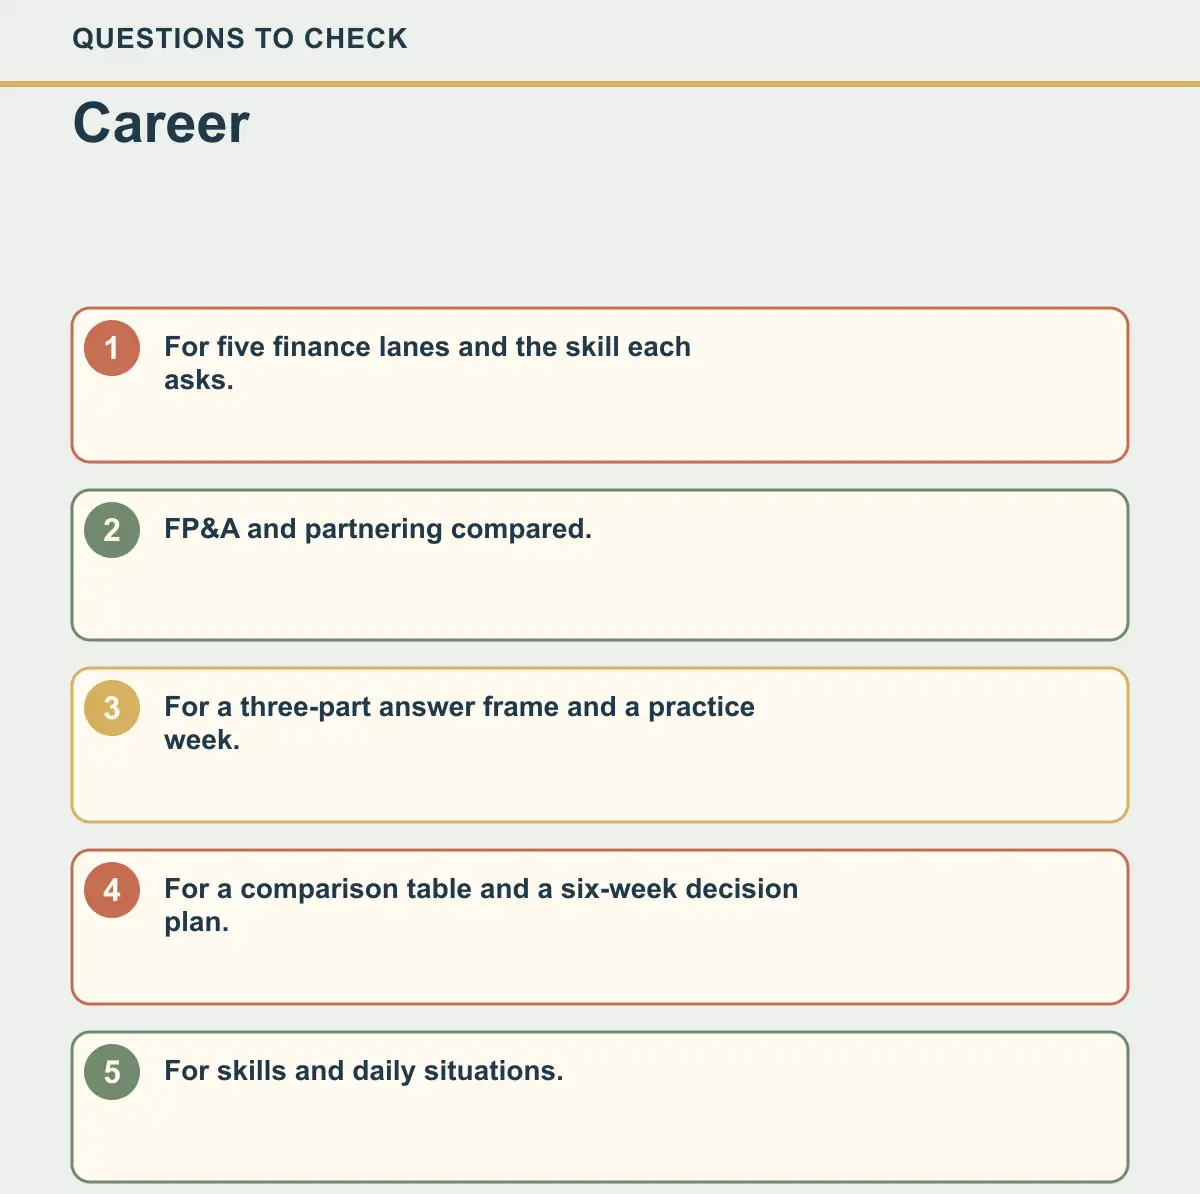 QUESTIONS TO CHECK
Career
1
For five finance lanes and the skill each
asks.
2
FP&A and partnering compared.
3
For a three-part answer frame and a practice
week.
4
For a comparison table and a six-week decision
plan.
5
For skills and daily situations.